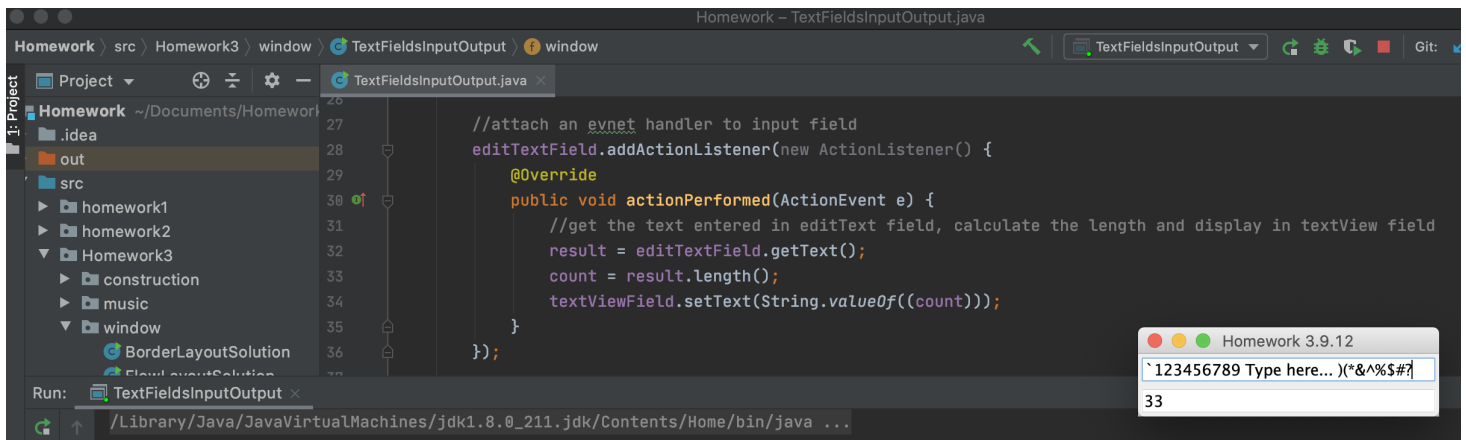 Homework – TextFieldsInputOutput.java
Homework 〉 src 〉 Homework3 〉 window 〉 TextFieldsInputOutput 〉 window
TextFieldsInputOutput
Git:
1: Project
Project
TextFieldsInputOutput.java ×
Homework ~/Documents/Homework
.idea
out
src
homework1
homework2
Homework3
construction
music
window
BorderLayoutSolution
FlowLayoutSolution
26
27 //attach an evnet handler to input field
28 editTextField.addActionListener(new ActionListener() {
29 @Override
30 public void actionPerformed(ActionEvent e) {
31 //get the text entered in editText field, calculate the length and display in textView field
32 result = editTextField.getText();
33 count = result.length();
34 textViewField.setText(String.valueOf((count)));
35 }
36 });
Homework 3.9.12
`123456789 Type here... )(*&^%$#?
33
Run: TextFieldsInputOutput ×
/Library/Java/JavaVirtualMachines/jdk1.8.0_211.jdk/Contents/Home/bin/java ...